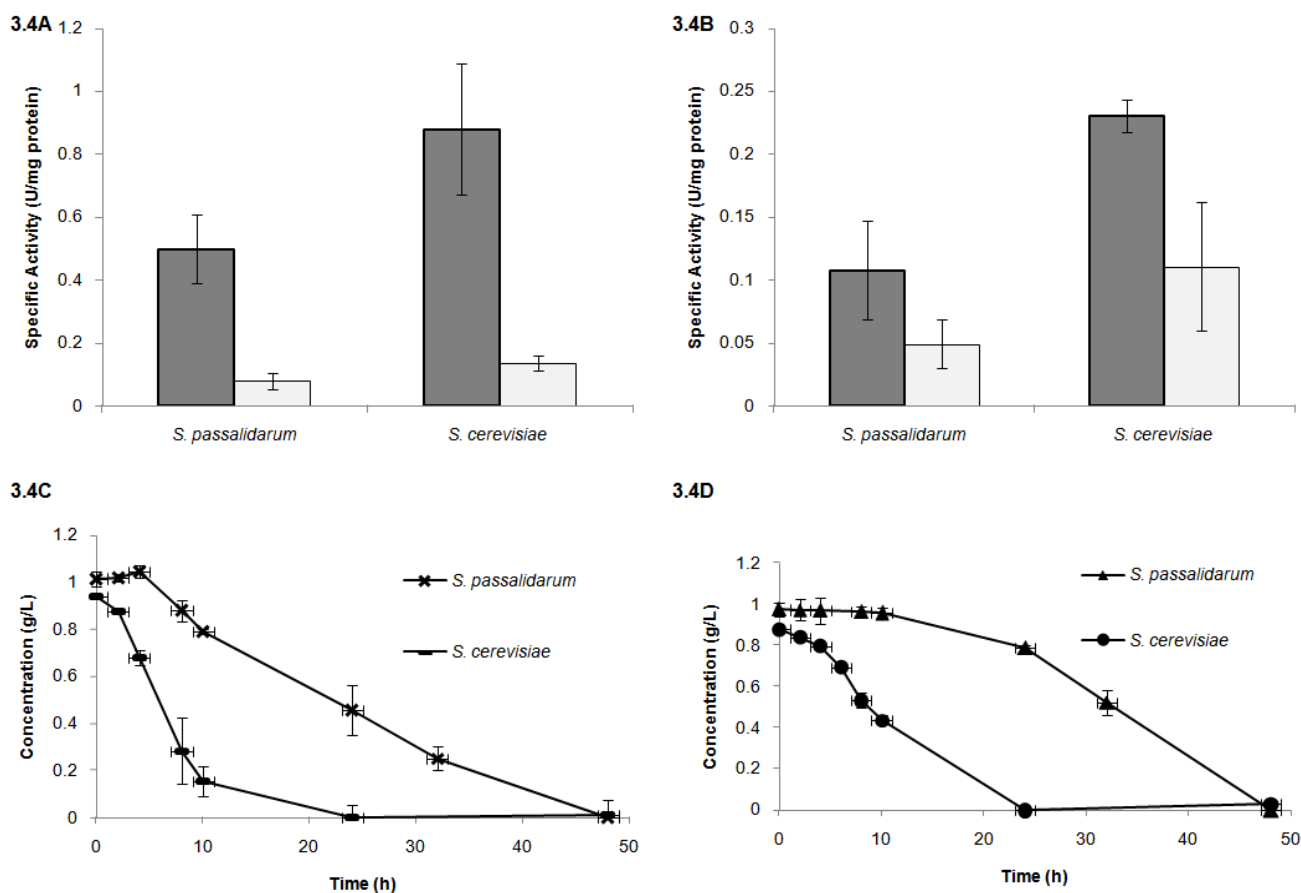 3.4A
1.2
1
0.8
0.6
0.4
0.2
0
Specific Activity (U/mg protein)
S. passalidarum
S. cerevisiae
3.4B
0.3
0.25
0.2
0.15
0.1
0.05
0
Specific Activity (U/mg protein)
S. passalidarum
S. cerevisiae
3.4C
1.2
1
0.8
0.6
0.4
0.2
0
Concentration (g/L)
S. passalidarum
S. cerevisiae
0 10 20 30 40 50
Time (h)
3.4D
1.2
1
0.8
0.6
0.4
0.2
0
Concentration (g/L)
S. passalidarum
S. cerevisiae
0 10 20 30 40 50
Time (h)